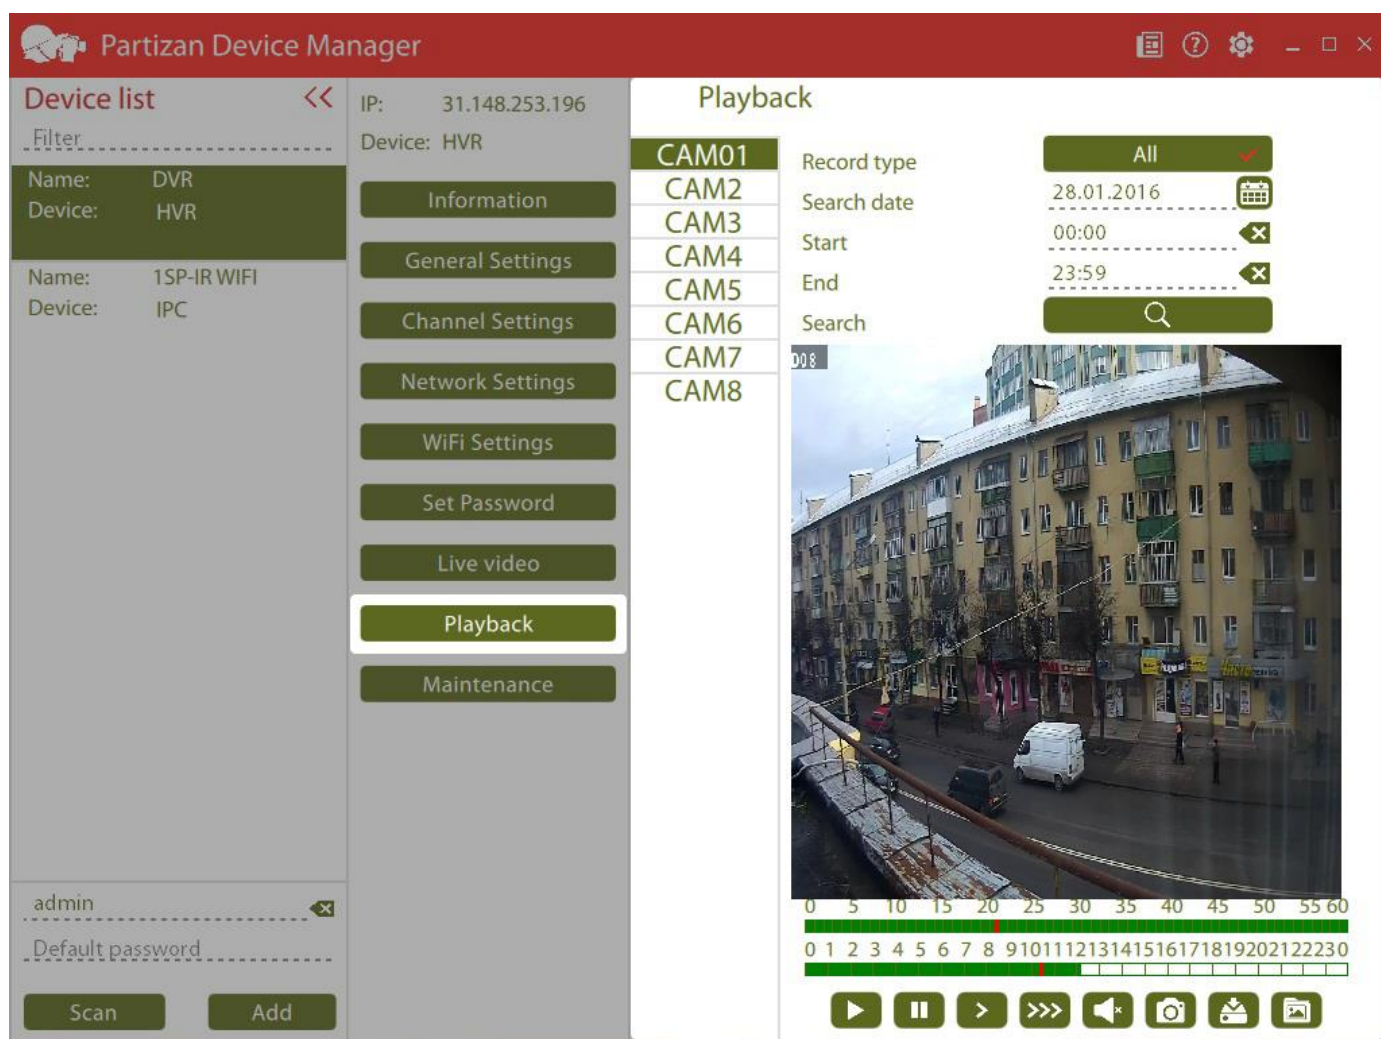 Partizan Device Manager
Device list <<
Filter
Name: DVR
Device: HVR
Name: 1SP-IR WIFI
Device: IPC
admin
Default password
Scan Add
IP: 31.148.253.196
Device: HVR
Information
General Settings
Channel Settings
Network Settings
WiFi Settings
Set Password
Live video
Playback
Maintenance
Playback
CAM01
CAM2
CAM3
CAM4
CAM5
CAM6
CAM7
CAM8
Record type All
Search date 28.01.2016
Start 00:00
End 23:59
Search
D08
0 5 10 15 20 25 30 35 40 45 50 55 60
0 1 2 3 4 5 6 7 8 9 10 11 12 13 14 15 16 17 18 19 20 21 22 23 0